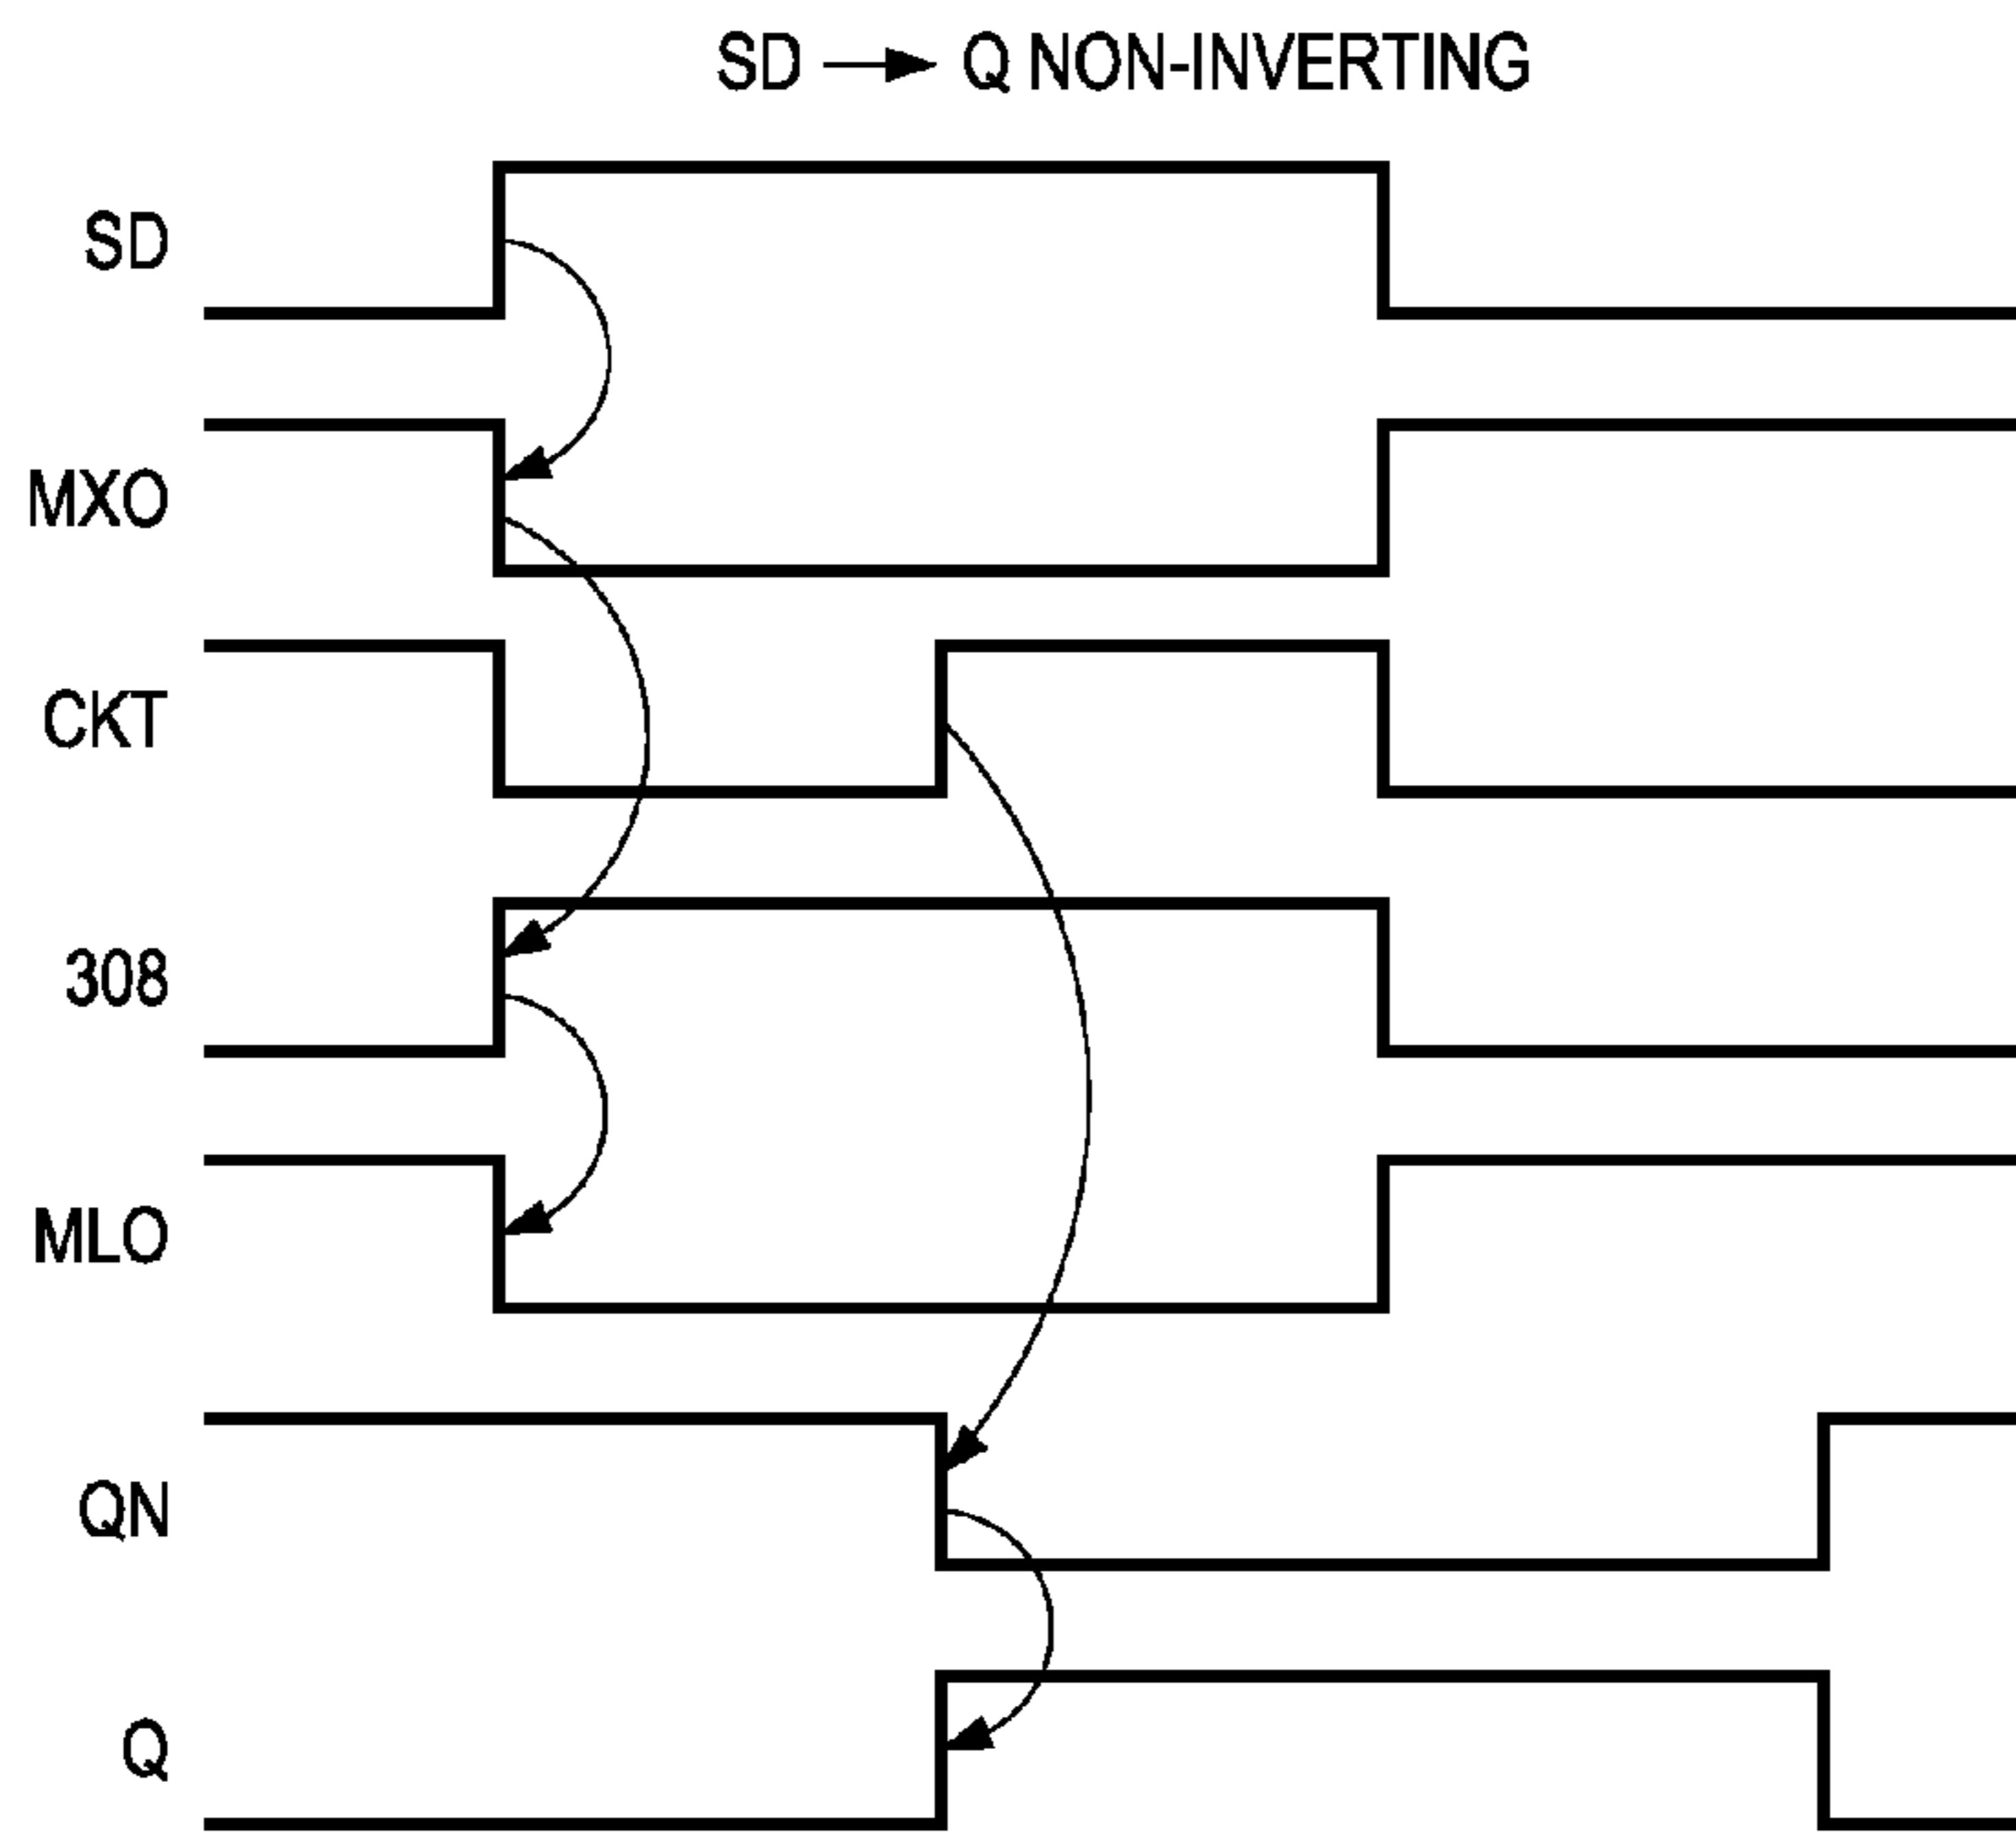 SD → Q NON-INVERTING
SD
MXO
CKT
308
MLO
QN
Q